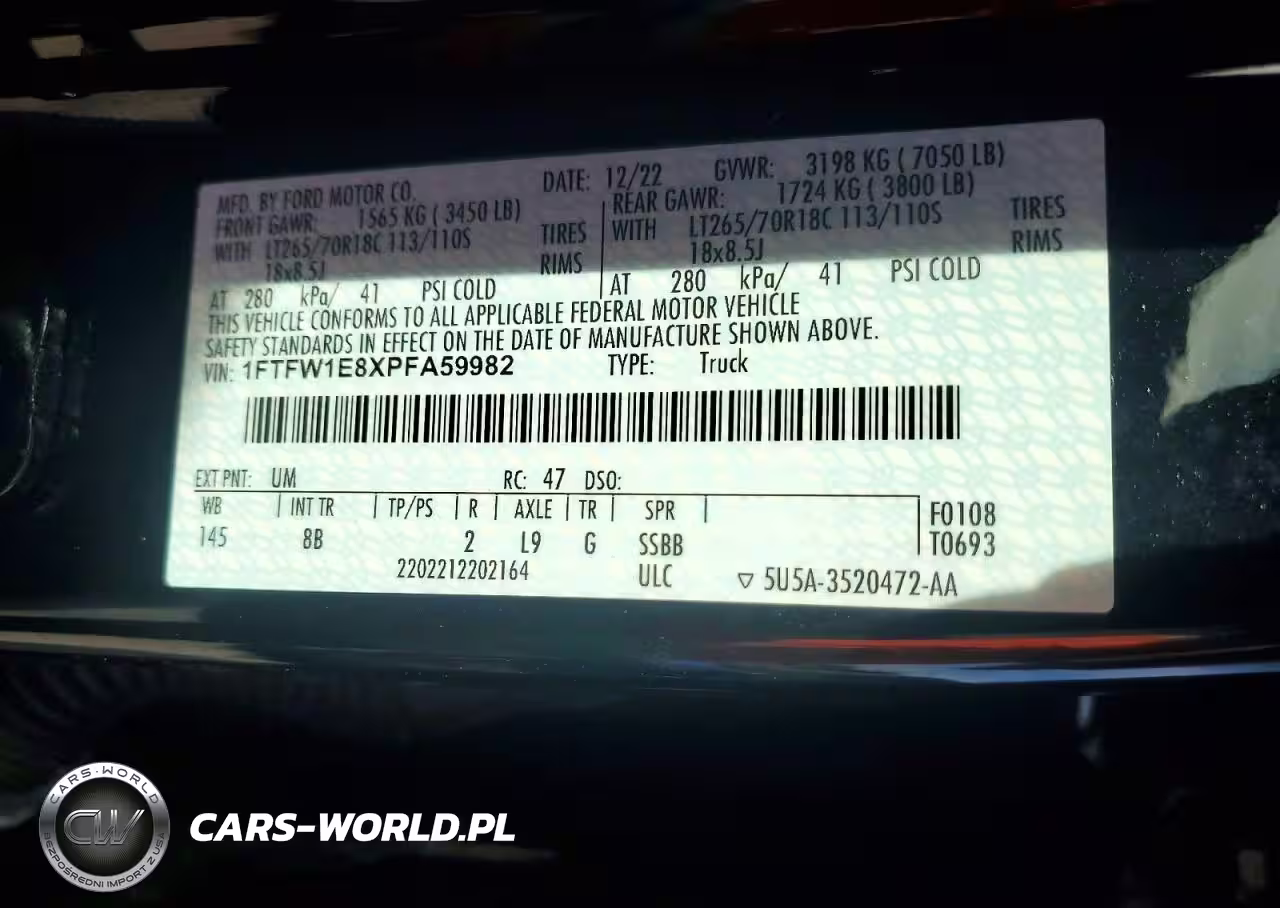 MFD. BY FORD MOTOR CO. DATE: 12/22 GVWR: 3198 KG ( 7050 LB)
FRONT GAWR: 1565 KG ( 3450 LB) REAR GAWR: 1724 KG ( 3800 LB)
WITH LT265/70R18C 113/110S TIRES WITH LT265/70R18C 113/110S TIRES
18x8.5J RIMS 18x8.5J RIMS
AT 280 kPa/ 41 PSI COLD AT 280 kPa/ 41 PSI COLD
THIS VEHICLE CONFORMS TO ALL APPLICABLE FEDERAL MOTOR VEHICLE
SAFETY STANDARDS IN EFFECT ON THE DATE OF MANUFACTURE SHOWN ABOVE.
VIN: 1FTFW1E8XPFA59982 TYPE: Truck
EXT PNT: UM RC: 47 DSO:
WB INT TR TP/PS R AXLE TR SPR F0108
145 8B 2 L9 G SSBB T0693
2202212202164 ULC ▽ 5U5A-3520472-AA
CARS-WORLD
CW
BEZPOŚREDNI IMPORT Z USA
CARS-WORLD.PL